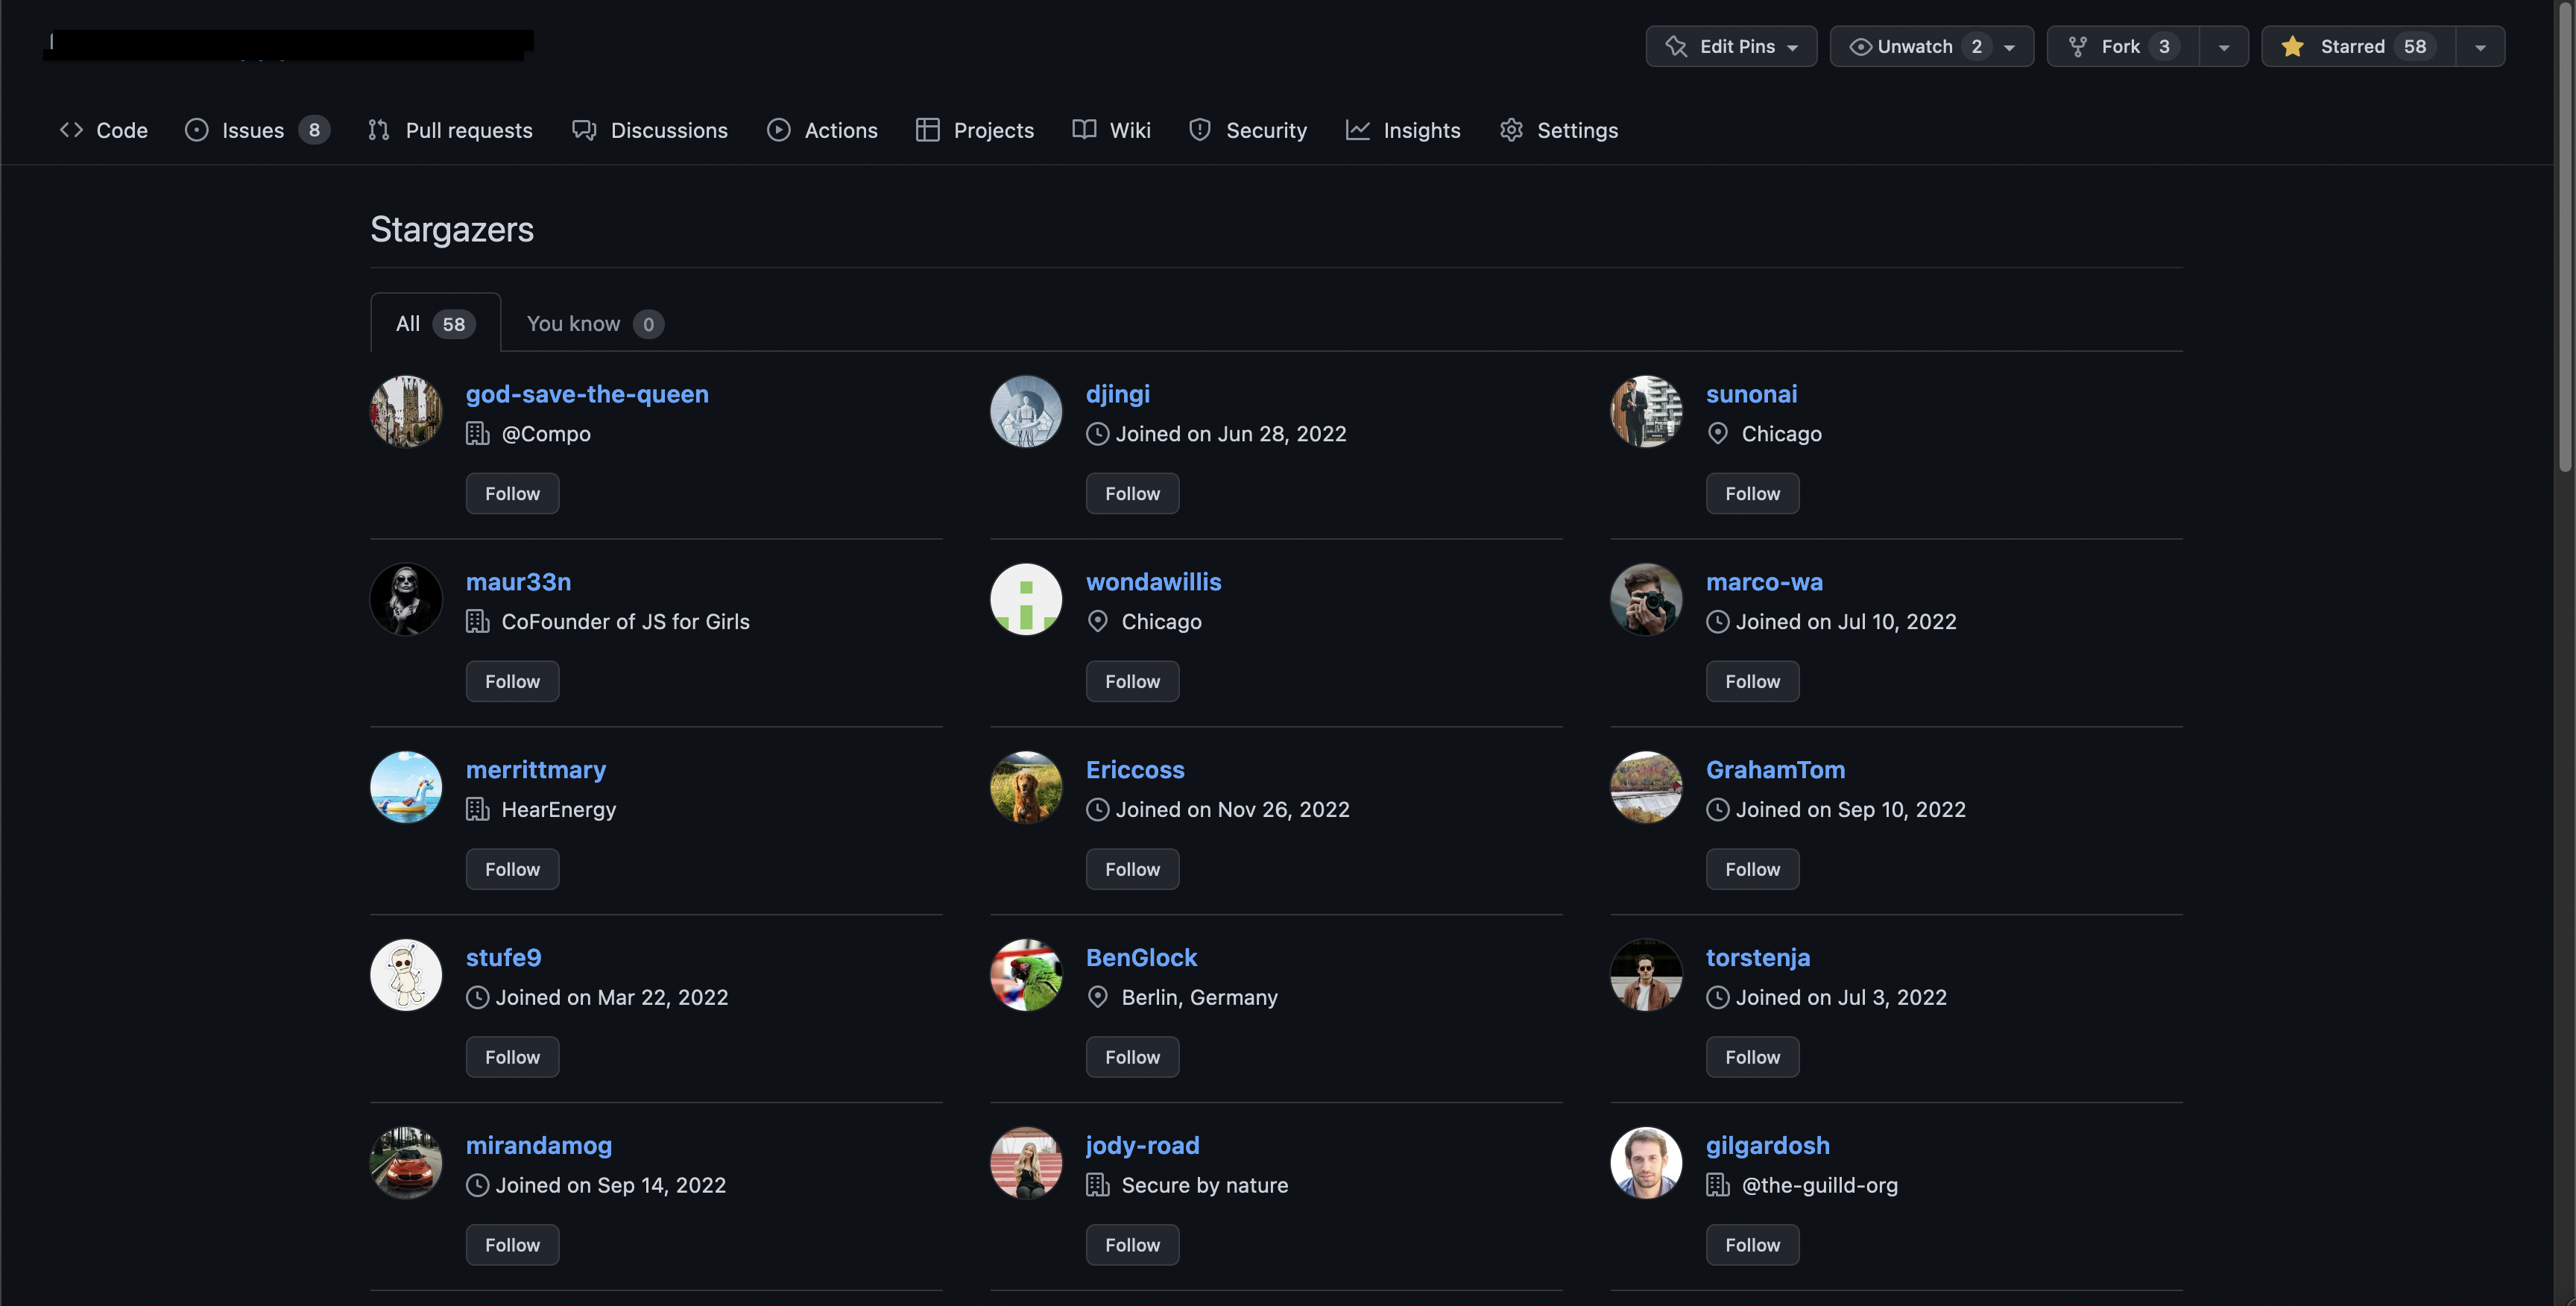 Edit Pins
Unwatch 2
Fork 3
Starred 58
Code
Issues 8
Pull requests
Discussions
Actions
Projects
Wiki
Security
Insights
Settings
Stargazers
All 58
You know 0
god-save-the-queen
@Compo
Follow
djingi
Joined on Jun 28, 2022
Follow
sunonai
Chicago
Follow
maur33n
CoFounder of JS for Girls
Follow
wondawillis
Chicago
Follow
marco-wa
Joined on Jul 10, 2022
Follow
merrittmary
HearEnergy
Follow
Ericcoss
Joined on Nov 26, 2022
Follow
GrahamTom
Joined on Sep 10, 2022
Follow
stufe9
Joined on Mar 22, 2022
Follow
BenGlock
Berlin, Germany
Follow
torstenja
Joined on Jul 3, 2022
Follow
mirandamog
Joined on Sep 14, 2022
Follow
jody-road
Secure by nature
Follow
gilgardosh
@the-guilld-org
Follow